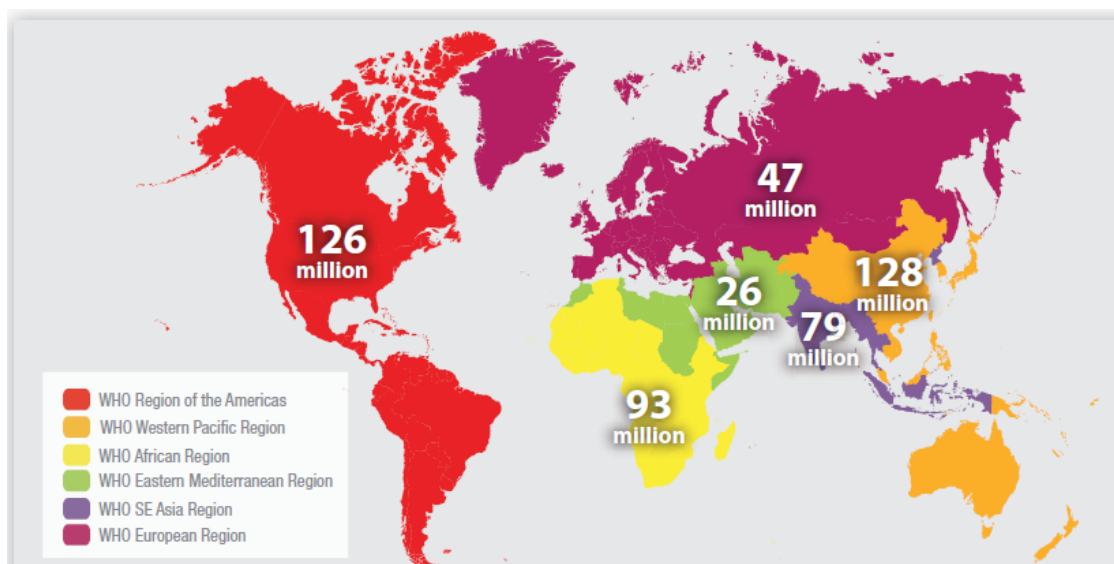 47
million
126
million
128
million
26
million
79
million
93
million
WHO Region of the Americas
WHO Western Pacific Region
WHO African Region
WHO Eastern Mediterranean Region
WHO SE Asia Region
WHO European Region